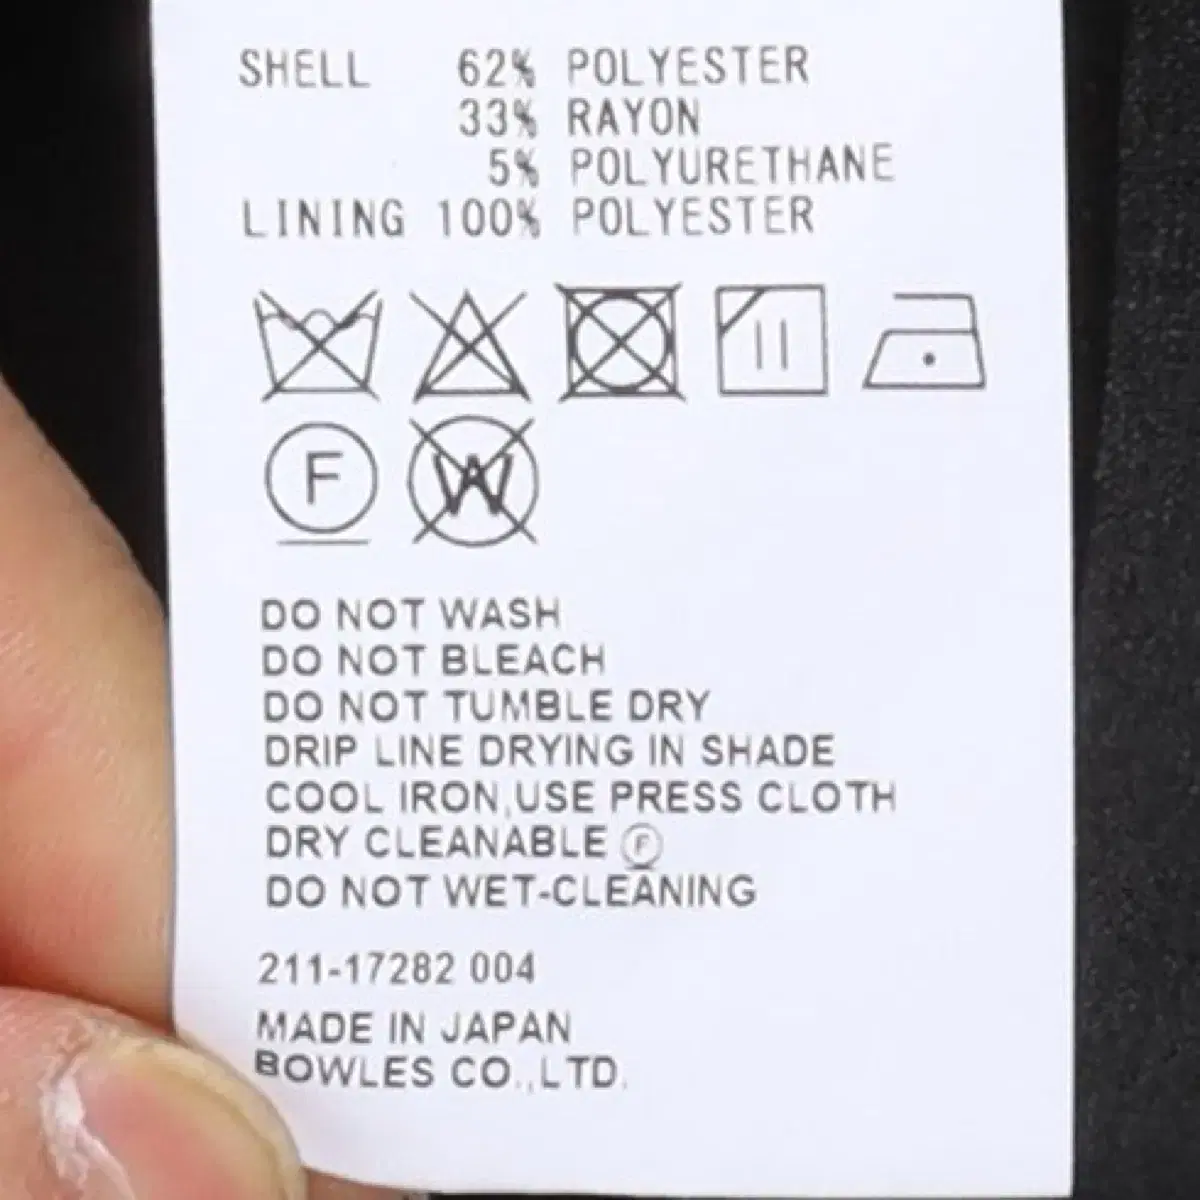 SHELL 62% POLYESTER
33% RAYON
5% POLYURETHANE
LINING 100% POLYESTER
F W
DO NOT WASH
DO NOT BLEACH
DO NOT TUMBLE DRY
DRIP LINE DRYING IN SHADE
COOL IRON,USE PRESS CLOTH
DRY CLEANABLE Ⓕ
DO NOT WET-CLEANING
211-17282 004
MADE IN JAPAN
BOWLES CO.,LTD.